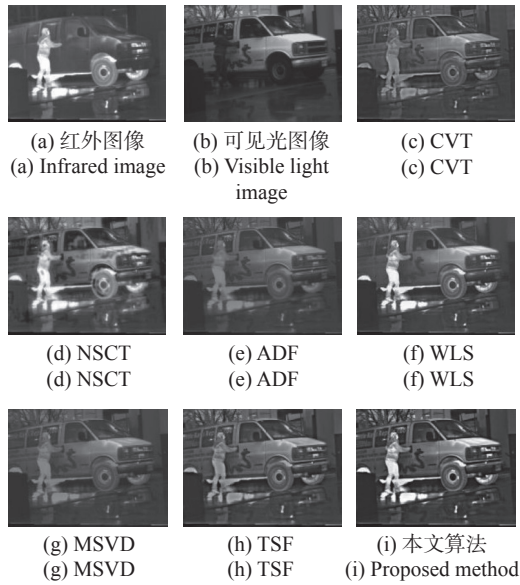 (a) 红外图像
(a) Infrared image
(b) 可见光图像
(b) Visible light
image
(c) CVT
(c) CVT
(d) NSCT
(d) NSCT
(e) ADF
(e) ADF
(f) WLS
(f) WLS
(g) MSVD
(g) MSVD
(h) TSF
(h) TSF
(i) 本文算法
(i) Proposed method